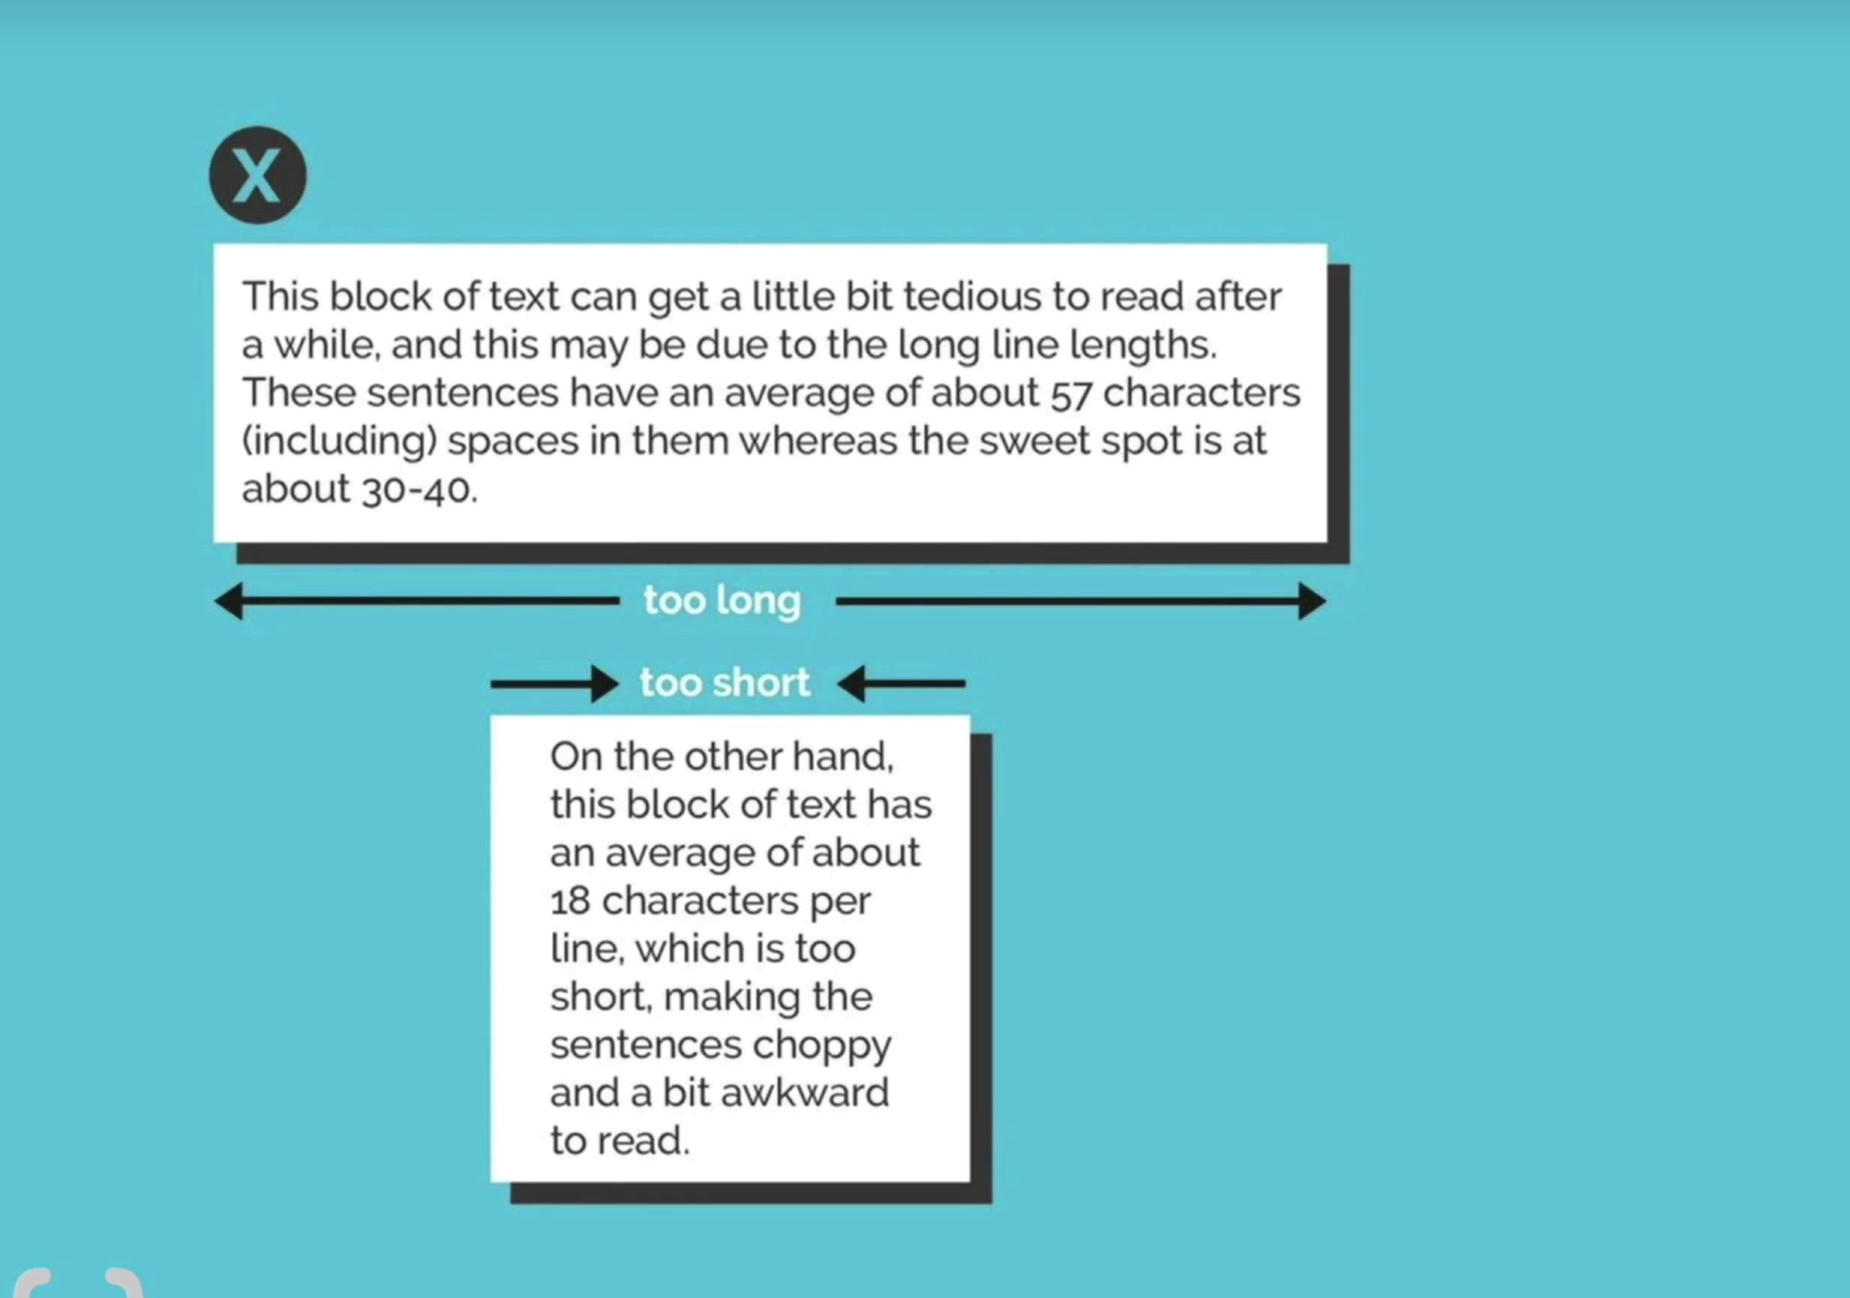 X
This block of text can get a little bit tedious to read after
a while, and this may be due to the long line lengths.
These sentences have an average of about 57 characters
(including) spaces in them whereas the sweet spot is at
about 30-40.
too long
too short
On the other hand,
this block of text has
an average of about
18 characters per
line, which is too
short, making the
sentences choppy
and a bit awkward
to read.